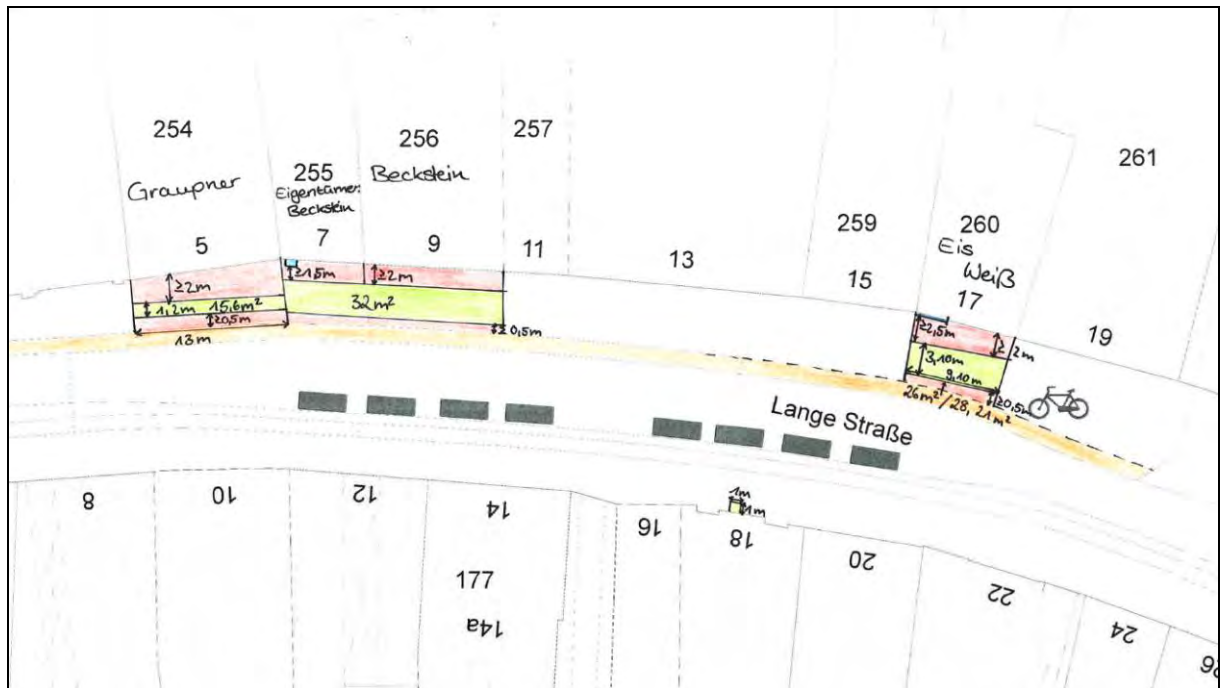 254
Graupner
5
255
Eigentümer:
Beckstein
7
256
Beckstein
9
257
11
13
259
15
260
Eis
Weiß
17
261
19
≥2m
1,2m 15,6m²
≥0,5m
13m
≥1,5m
≥2m
32m²
≥0,5m
≥2,5m
≥2m
3,10m
9,10m
≥0,5m
26m²/28,21m²
Lange Straße
1m
1m
8
10
12
14
177
14a
16
18
20
22
24
26